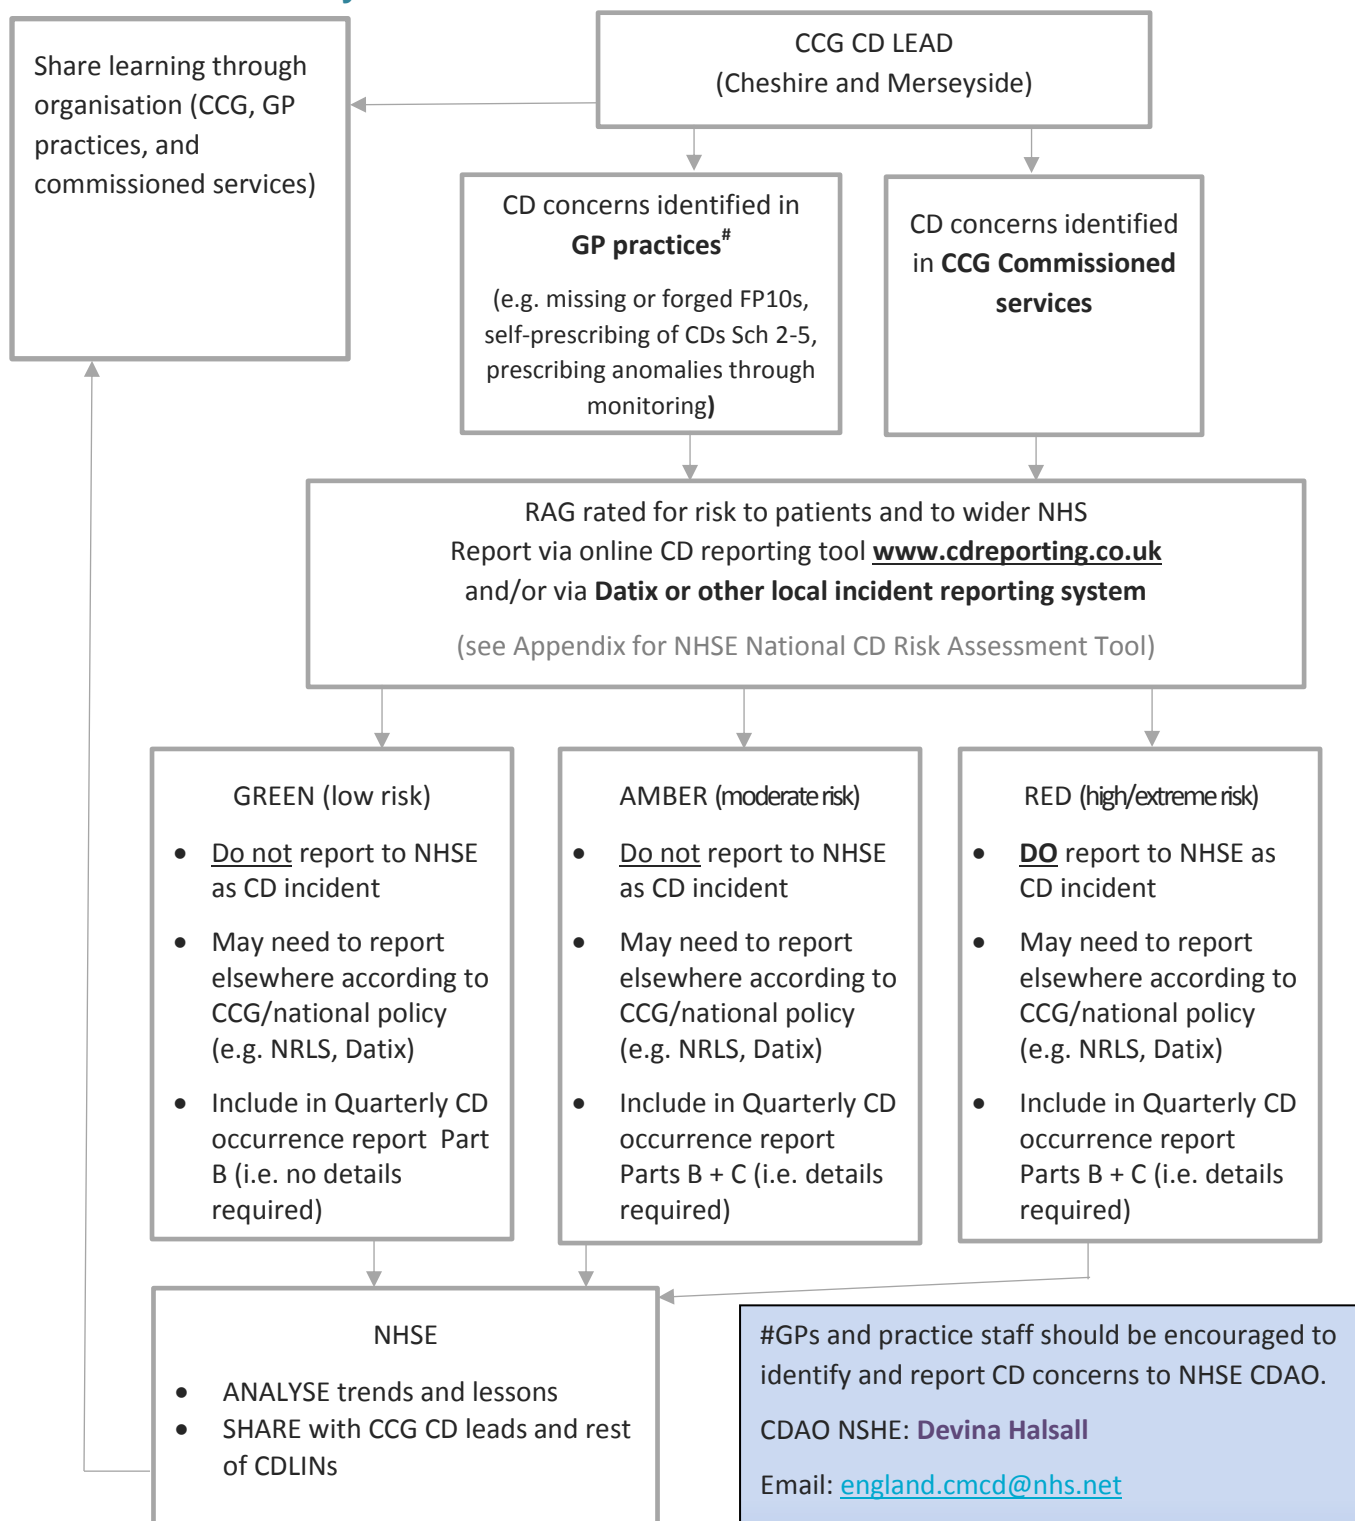 Share learning through
organisation (CCG, GP
practices, and
commissioned services)
CCG CD LEAD
(Cheshire and Merseyside)
CD concerns identified in
GP practices#
(e.g. missing or forged FP10s,
self-prescribing of CDs Sch 2-5,
prescribing anomalies through
monitoring)
CD concerns identified
in CCG Commissioned
services
RAG rated for risk to patients and to wider NHS
Report via online CD reporting tool www.cdreporting.co.uk
and/or via Datix or other local incident reporting system
(see Appendix for NHSE National CD Risk Assessment Tool)
GREEN (low risk)
• Do not report to NHSE
as CD incident
• May need to report
elsewhere according to
CCG/national policy
(e.g. NRLS, Datix)
• Include in Quarterly CD
occurrence report Part
B (i.e. no details
required)
AMBER (moderate risk)
• Do not report to NHSE
as CD incident
• May need to report
elsewhere according to
CCG/national policy
(e.g. NRLS, Datix)
• Include in Quarterly CD
occurrence report
Parts B + C (i.e. details
required)
RED (high/extreme risk)
• DO report to NHSE as
CD incident
• May need to report
elsewhere according to
CCG/national policy
(e.g. NRLS, Datix)
• Include in Quarterly CD
occurrence report
Parts B + C (i.e. details
required)
NHSE
• ANALYSE trends and lessons
• SHARE with CCG CD leads and rest
of CDLINs
#GPs and practice staff should be encouraged to
identify and report CD concerns to NHSE CDAO.
CDAO NSHE: Devina Halsall
Email: england.cmcd@nhs.net